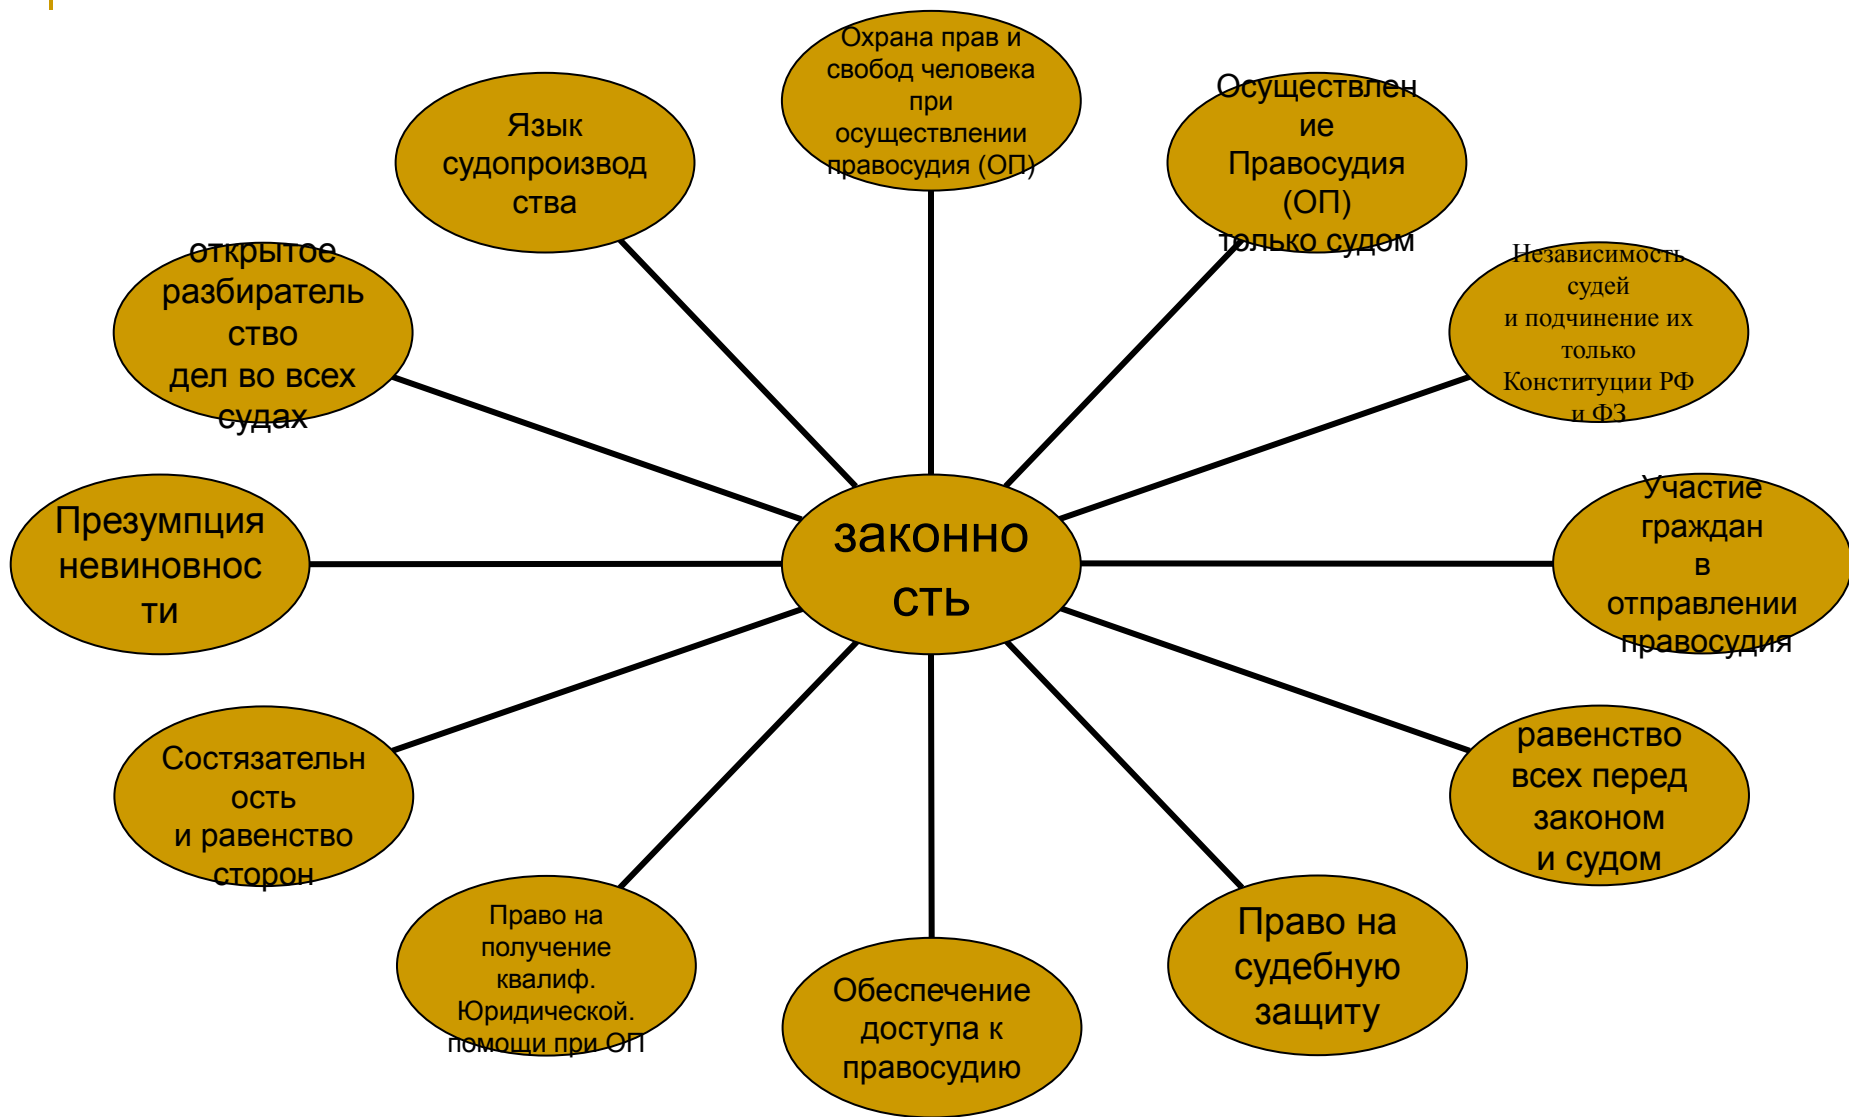 Охрана прав и
свобод человека
при
осуществлении
правосудия (ОП)
Осуществлен
ие
Правосудия
(ОП)
только судом
Независимость
судей
и подчинение их
только
Конституции РФ
и ФЗ
Участие
граждан
в
отправлении
правосудия
равенство
всех перед
законом
и судом
Право на
судебную
защиту
Обеспечение
доступа к
правосудию
Право на
получение
квалиф.
Юридической.
помощи при ОП
Состязательн
ость
и равенство
сторон
Презумпция
невиновнос
ти
открытое
разбиратель
ство
дел во всех
судах
Язык
судопроизвод
ства
законно
сть